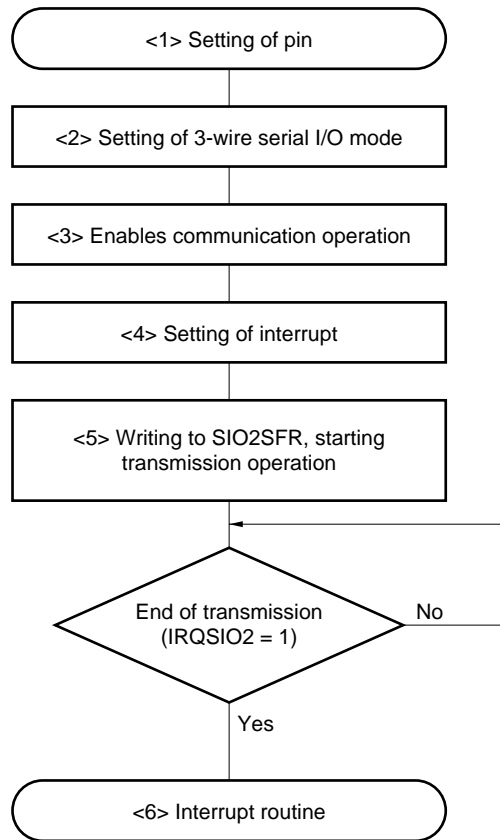 <1> Setting of pin
<2> Setting of 3-wire serial I/O mode
<3> Enables communication operation
<4> Setting of interrupt
<5> Writing to SIO2SFR, starting
transmission operation
End of transmission
(IRQSIO2 = 1)
No
Yes
<6> Interrupt routine